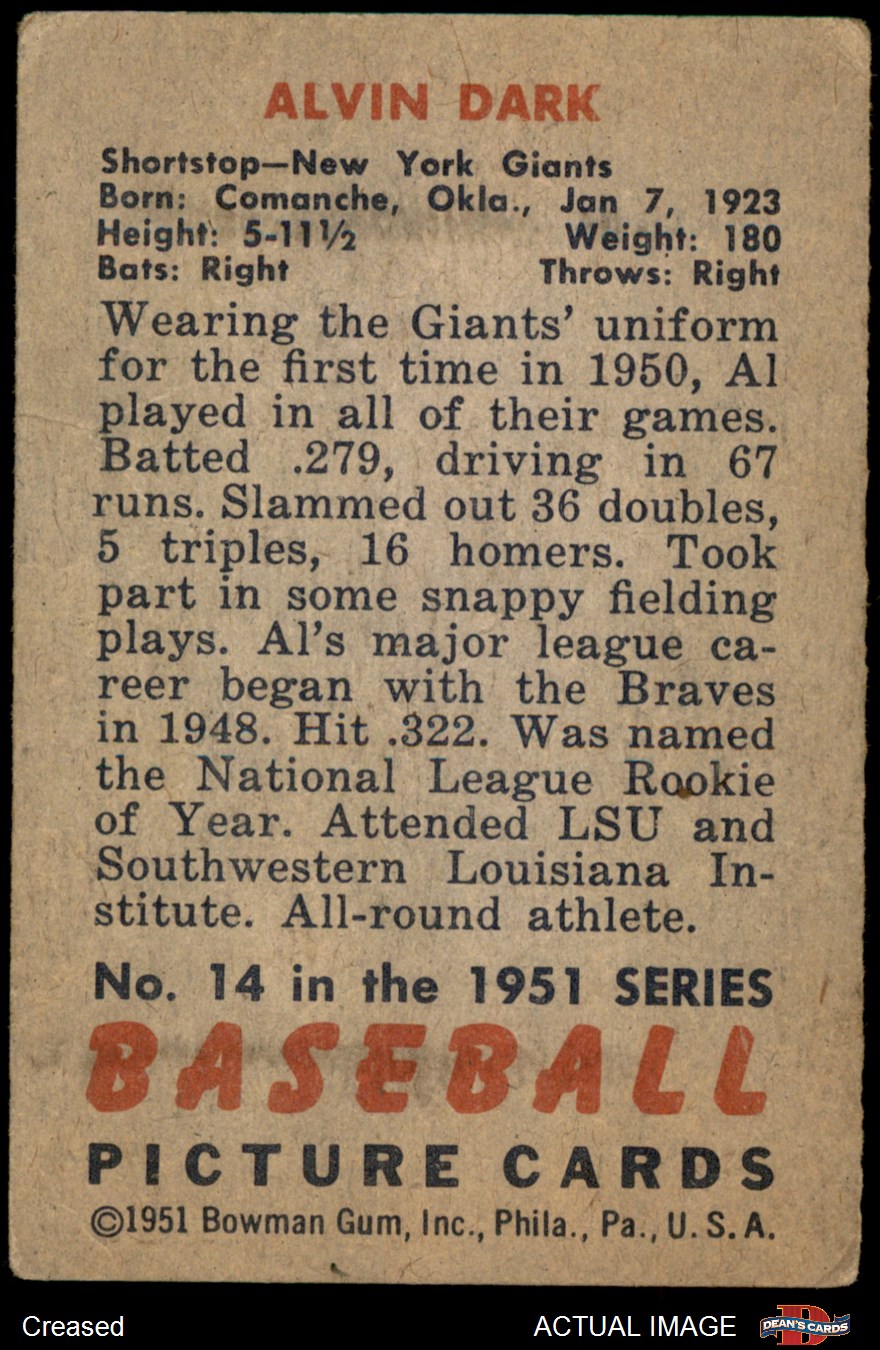 ALVIN DARK
Shortstop—New York Giants
Born: Comanche, Okla., Jan 7, 1923
Height: 5-11½ Weight: 180
Bats: Right Throws: Right
Wearing the Giants' uniform
for the first time in 1950, Al
played in all of their games.
Batted .279, driving in 67
runs. Slammed out 36 doubles,
5 triples, 16 homers. Took
part in some snappy fielding
plays. Al's major league ca-
reer began with the Braves
in 1948. Hit .322. Was named
the National League Rookie
of Year. Attended LSU and
Southwestern Louisiana In-
stitute. All-round athlete.
No. 14 in the 1951 SERIES
BASEBALL
PICTURE CARDS
©1951 Bowman Gum, Inc., Phila., Pa., U.S.A.
Creased ACTUAL IMAGE DEAN'S CARDS